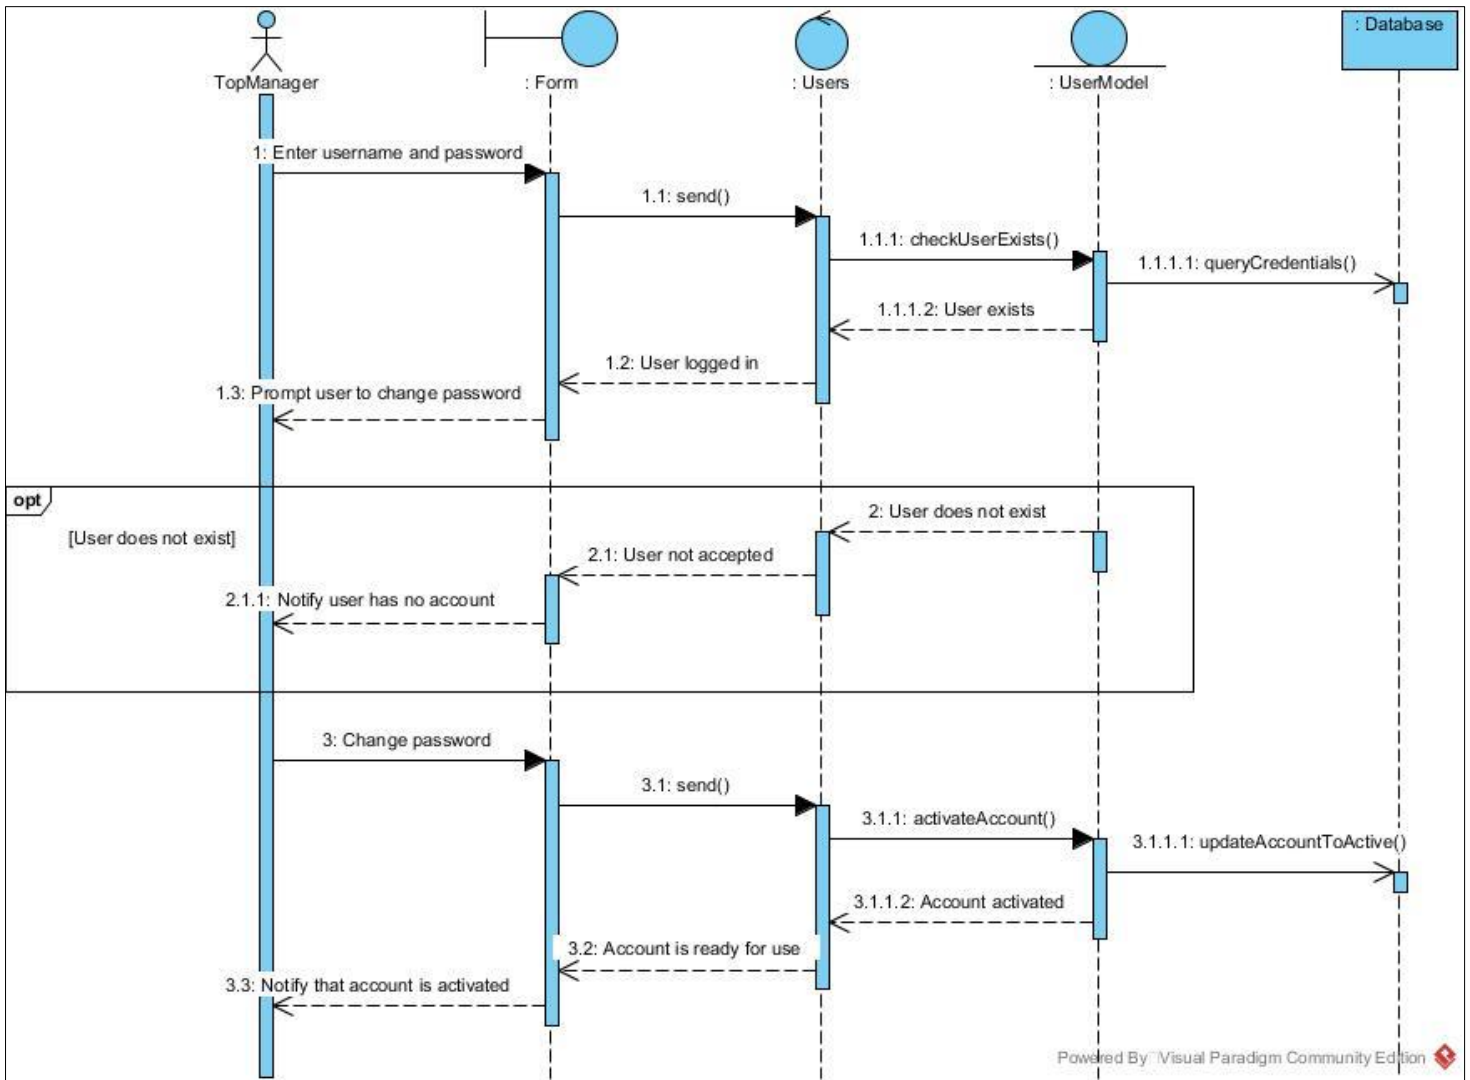 : Database
TopManager
: Form
: Users
: UserModel
1: Enter username and password
1.1: send()
1.1.1: checkUserExists()
1.1.1.1: queryCredentials()
1.1.1.2: User exists
1.2: User logged in
1.3: Prompt user to change password
opt
[User does not exist]
2: User does not exist
2.1: User not accepted
2.1.1: Notify user has no account
3: Change password
3.1: send()
3.1.1: activateAccount()
3.1.1.1: updateAccountToActive()
3.1.1.2: Account activated
3.2: Account is ready for use
3.3: Notify that account is activated
Powered By Visual Paradigm Community Edition